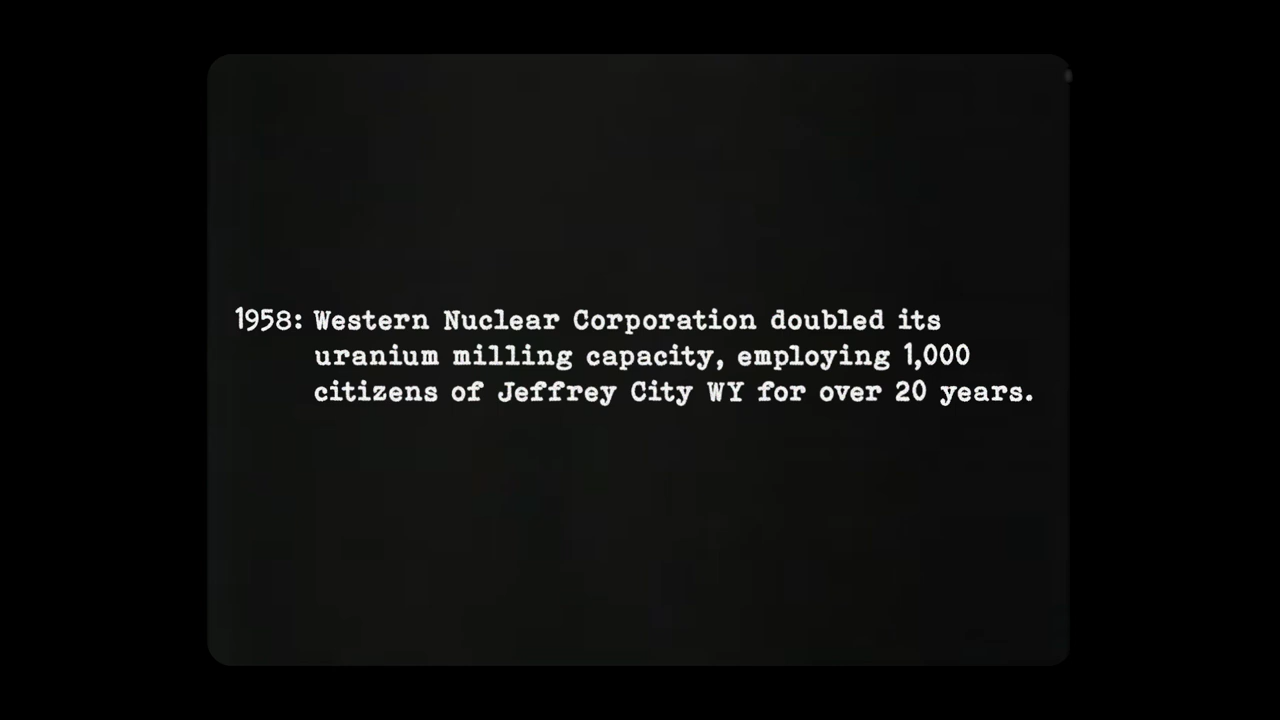 1958: Western Nuclear Corporation doubled its
uranium milling capacity, employing 1,000
citizens of Jeffrey City WY for over 20 years.